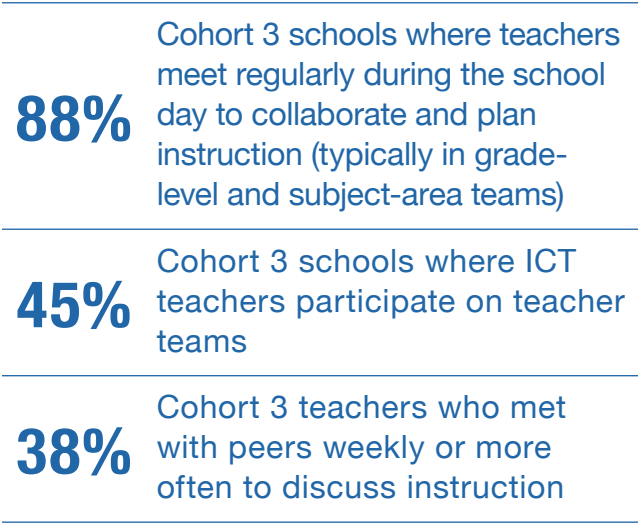 88%
Cohort 3 schools where teachers
meet regularly during the school
day to collaborate and plan
instruction (typically in grade-
level and subject-area teams)
45%
Cohort 3 schools where ICT
teachers participate on teacher
teams
38%
Cohort 3 teachers who met
with peers weekly or more
often to discuss instruction